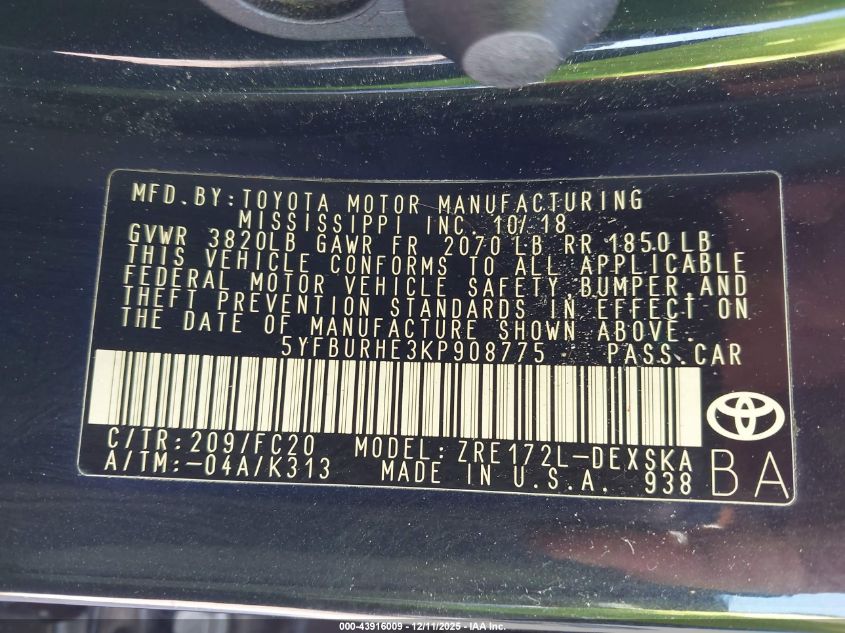 MFD. BY: TOYOTA MOTOR MANUFACTURING
MISSISSIPPI INC 10/18
GVWR 3820LB GAWR FR 2070 LB RR 1850 LB
THIS VEHICLE CONFORMS TO ALL APPLICABLE
FEDERAL MOTOR VEHICLE SAFETY, BUMPER, AND
THEFT PREVENTION STANDARDS IN EFFECT ON
THE DATE OF MANUFACTURE SHOWN ABOVE.
5YFBURHE3KP908775 PASS. CAR
C/TR: 209/FC20 MODEL: ZRE172L-DEXSKA
A/TM: -04A/K313 MADE IN U.S.A. 938
BA
000-43916009 - 12/11/2025 - IAA Inc.